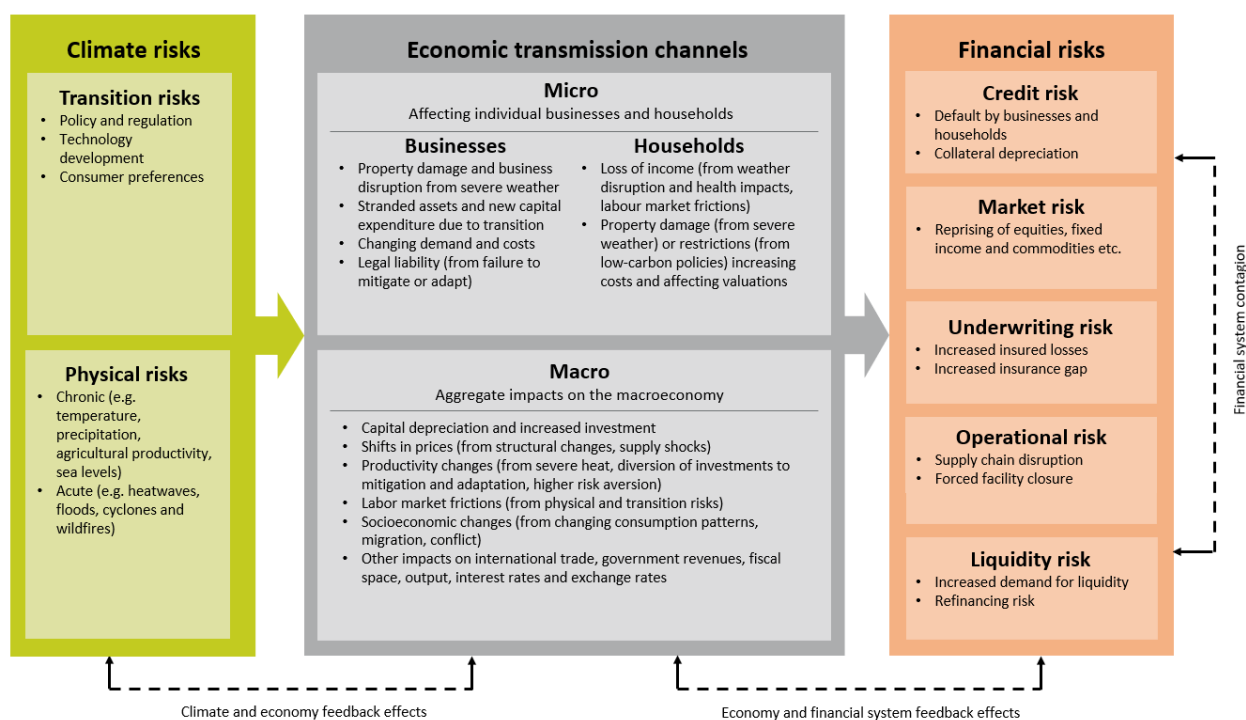 Climate risks
Transition risks
• Policy and regulation
• Technology
development
• Consumer preferences
Physical risks
• Chronic (e.g.
temperature,
precipitation,
agricultural productivity,
sea levels)
• Acute (e.g. heatwaves,
floods, cyclones and
wildfires)
Economic transmission channels
Micro
Affecting individual businesses and households
Businesses
• Property damage and business
disruption from severe weather
• Stranded assets and new capital
expenditure due to transition
• Changing demand and costs
• Legal liability (from failure to
mitigate or adapt)
Households
• Loss of income (from weather
disruption and health impacts,
labour market frictions)
• Property damage (from severe
weather) or restrictions (from
low-carbon policies) increasing
costs and affecting valuations
Macro
Aggregate impacts on the macroeconomy
• Capital depreciation and increased investment
• Shifts in prices (from structural changes, supply shocks)
• Productivity changes (from severe heat, diversion of investments to
mitigation and adaptation, higher risk aversion)
• Labor market frictions (from physical and transition risks)
• Socioeconomic changes (from changing consumption patterns,
migration, conflict)
• Other impacts on international trade, government revenues, fiscal
space, output, interest rates and exchange rates
Financial risks
Credit risk
• Default by businesses and
households
• Collateral depreciation
Market risk
• Reprising of equities, fixed
income and commodities etc.
Underwriting risk
• Increased insured losses
• Increased insurance gap
Operational risk
• Supply chain disruption
• Forced facility closure
Liquidity risk
• Increased demand for liquidity
• Refinancing risk
Financial system contagion
Climate and economy feedback effects
Economy and financial system feedback effects